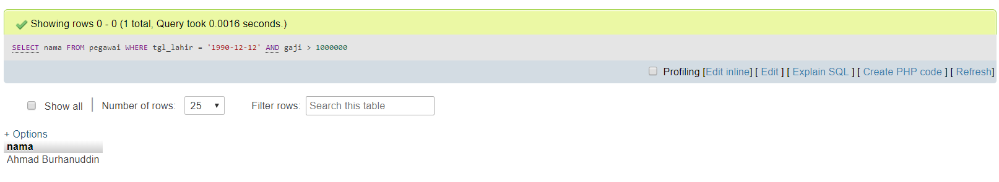 Showing rows 0 - 0 (1 total, Query took 0.0016 seconds.)
SELECT nama FROM pegawai WHERE tgl_lahir = '1990-12-12' AND gaji > 1000000
Profiling [Edit inline] [ Edit ] [ Explain SQL ] [ Create PHP code ] [ Refresh]
Show all | Number of rows: 25 Filter rows: Search this table
+ Options
nama
Ahmad Burhanuddin